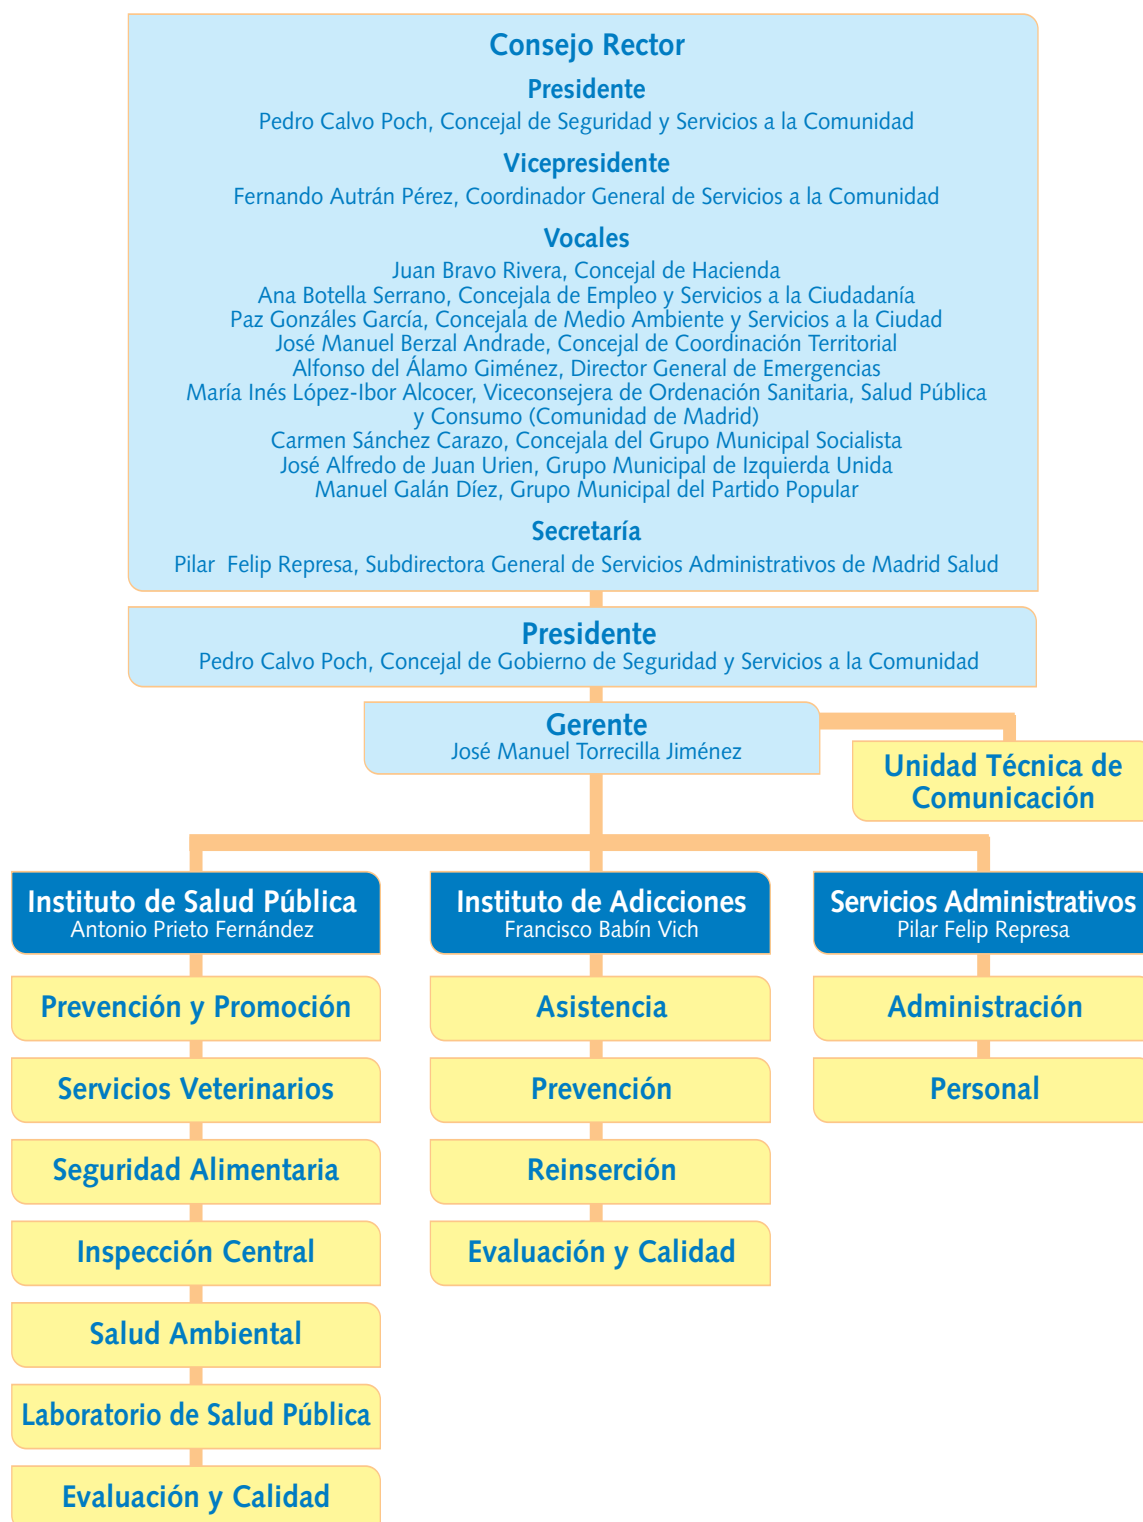 Consejo Rector
Presidente
Pedro Calvo Poch, Concejal de Seguridad y Servicios a la Comunidad
Vicepresidente
Fernando Autrán Pérez, Coordinador General de Servicios a la Comunidad
Vocales
Juan Bravo Rivera, Concejal de Hacienda
Ana Botella Serrano, Concejala de Empleo y Servicios a la Ciudadanía
Paz Gonzáles García, Concejala de Medio Ambiente y Servicios a la Ciudad
José Manuel Berzal Andrade, Concejal de Coordinación Territorial
Alfonso del Álamo Giménez, Director General de Emergencias
María Inés López-Ibor Alcocer, Viceconsejera de Ordenación Sanitaria, Salud Pública
y Consumo (Comunidad de Madrid)
Carmen Sánchez Carazo, Concejala del Grupo Municipal Socialista
José Alfredo de Juan Urien, Grupo Municipal de Izquierda Unida
Manuel Galán Díez, Grupo Municipal del Partido Popular
Secretaría
Pilar Felip Represa, Subdirectora General de Servicios Administrativos de Madrid Salud
Presidente
Pedro Calvo Poch, Concejal de Gobierno de Seguridad y Servicios a la Comunidad
Gerente
José Manuel Torrecilla Jiménez
Unidad Técnica de
Comunicación
Instituto de Salud Pública
Antonio Prieto Fernández
Prevención y Promoción
Servicios Veterinarios
Seguridad Alimentaria
Inspección Central
Salud Ambiental
Laboratorio de Salud Pública
Evaluación y Calidad
Instituto de Adicciones
Francisco Babín Vich
Asistencia
Prevención
Reinserción
Evaluación y Calidad
Servicios Administrativos
Pilar Felip Represa
Administración
Personal